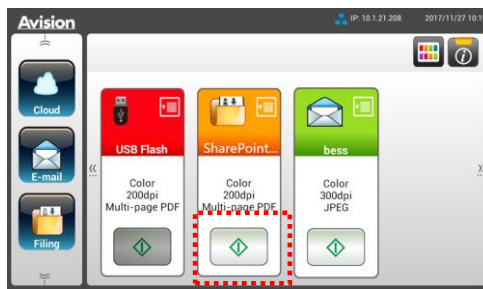 Avision
IP: 10.1.21.208 2017/11/27 10:19
Cloud
E-mail
Filing
USB Flash
Color
200dpi
Multi-page PDF
SharePoint...
Color
200dpi
Multi-page PDF
bess
Color
300dpi
JPEG